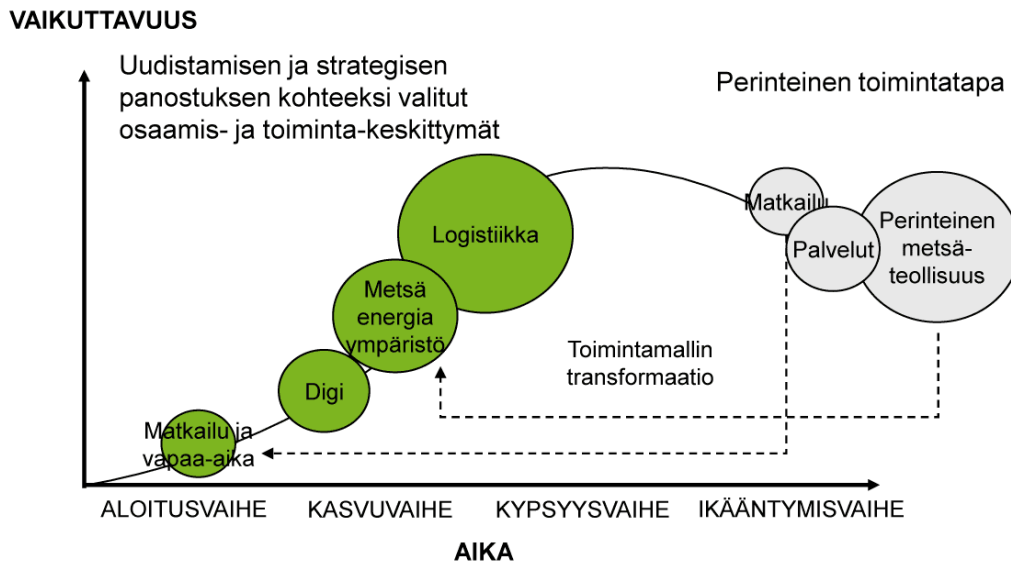 VAIKUTTAVUUS
Uudistamisen ja strategisen
panostuksen kohteeksi valitut
osaamis- ja toiminta-keskittymät
Perinteinen toimintatapa
Matkailu
Palvelut
Perinteinen
metsä-
teollisuus
Logistiikka
Metsä
energia
ympäristö
Toimintamallin
transformaatio
Digi
Matkailu ja
vapaa-aika
ALOITUSVAIHE
KASVUVAIHE
KYPSYYSVAIHE
IKÄÄNTYMISVAIHE
AIKA